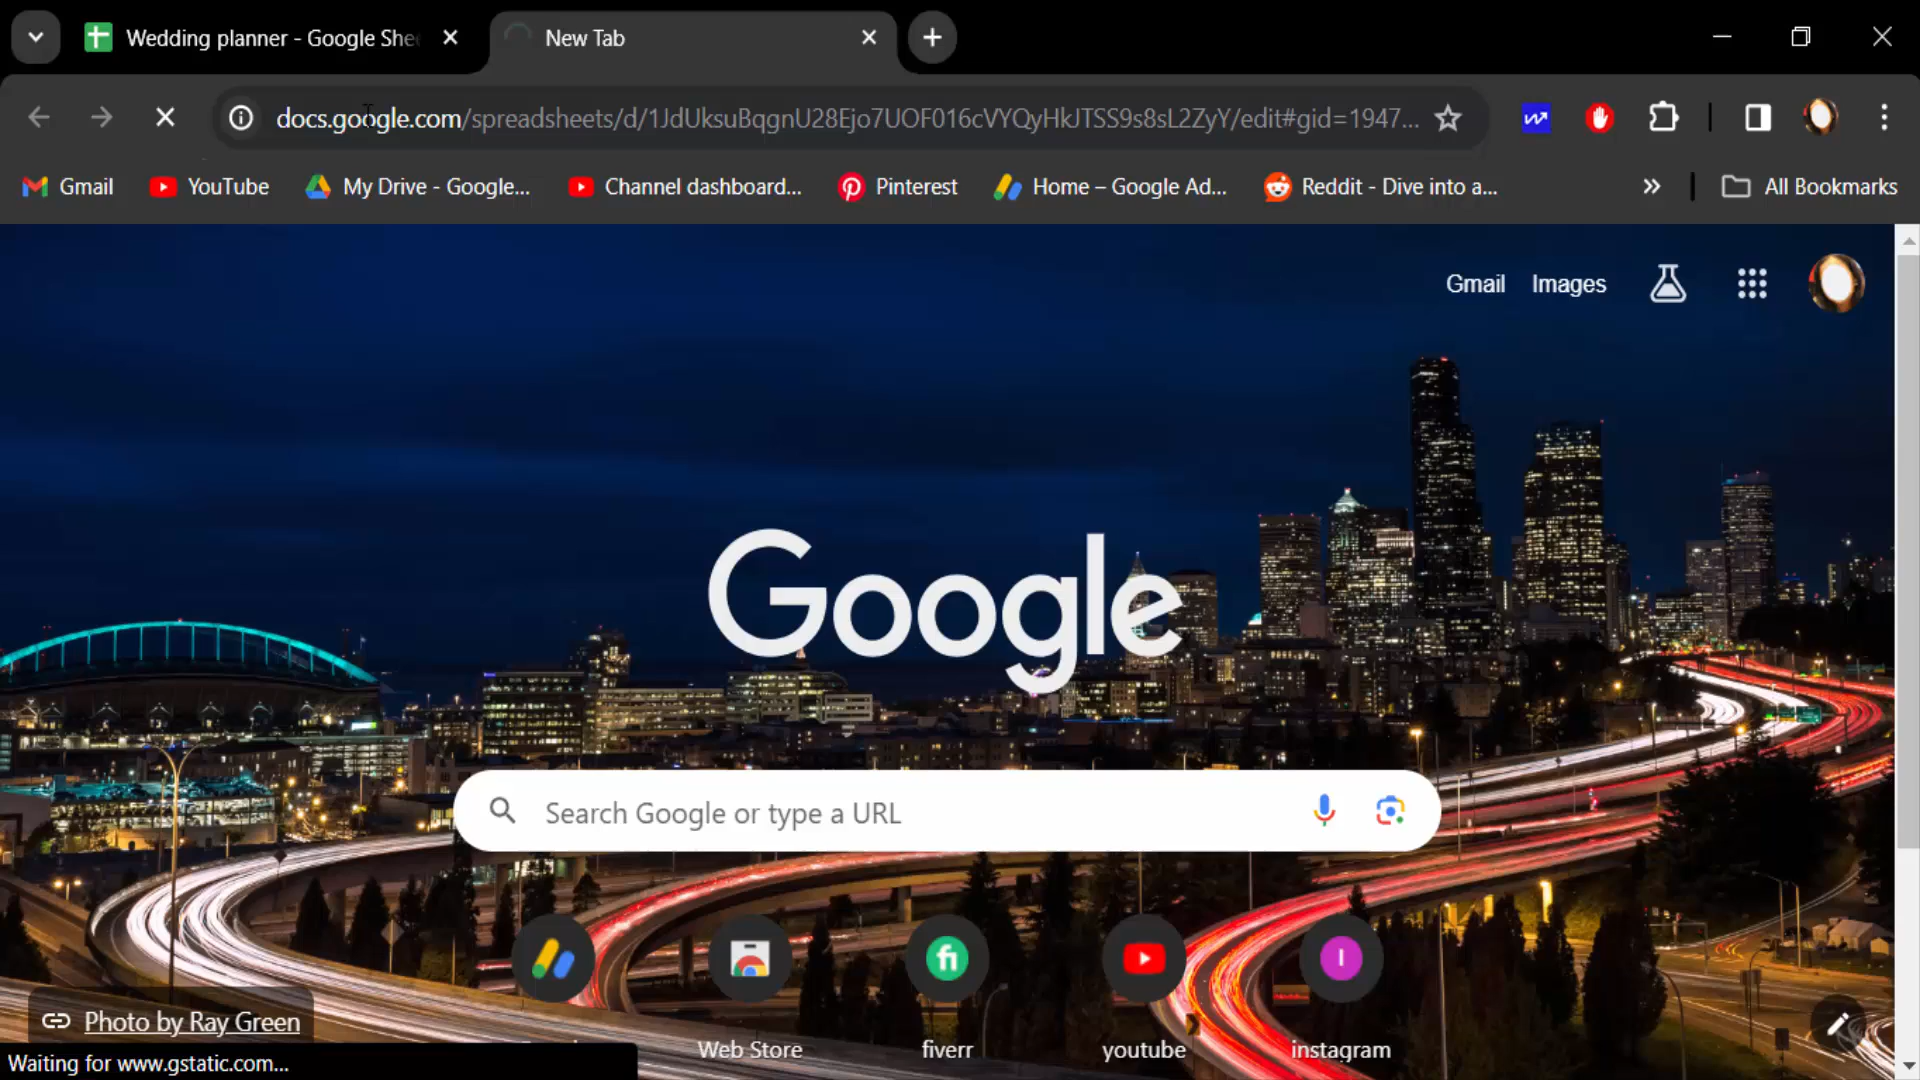 Wedding planner - Google She
New Tab
docs.google.com/spreadsheets/d/1JdUksuBqgnU28Ejo7UOF016cVYQyHkJTSS9s8sL2ZyY/edit#gid=1947...
Gmail
YouTube
My Drive - Google...
Channel dashboard...
Pinterest
Home – Google Ad...
Reddit - Dive into a...
All Bookmarks
Gmail
Images
Google
Search Google or type a URL
Web Store
fiverr
youtube
instagram
Photo by Ray Green
Waiting for www.gstatic.com...